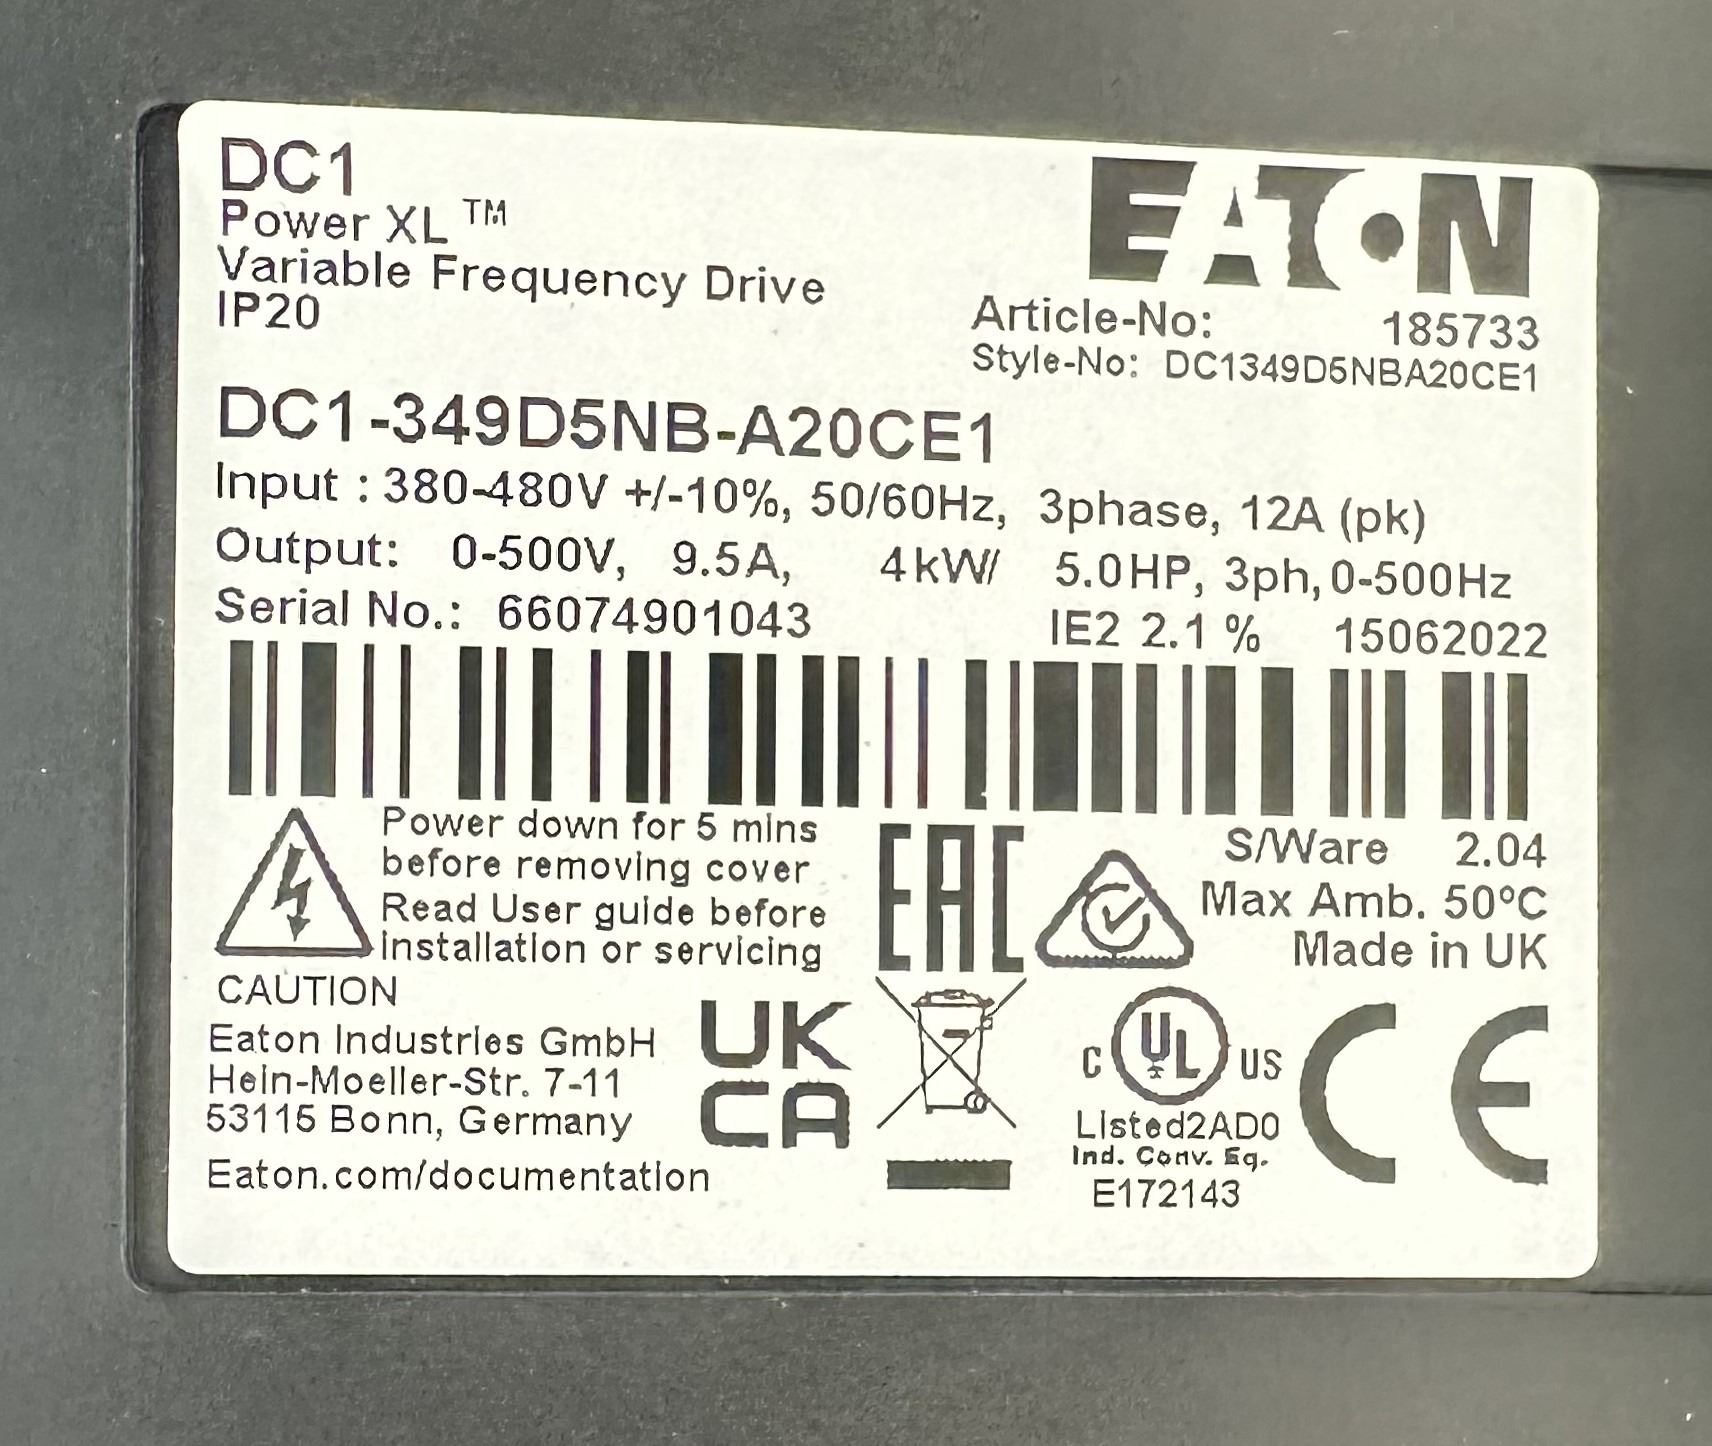 DC1
Power XL™
Variable Frequency Drive
IP20
EATON
Article-No: 185733
Style-No: DC1349D5NBA20CE1
DC1-349D5NB-A20CE1
Input : 380-480V +/-10%, 50/60Hz, 3phase, 12A (pk)
Output: 0-500V, 9.5A, 4kW/ 5.0HP, 3ph, 0-500Hz
Serial No.: 66074901043 IE2 2.1 % 15062022
Power down for 5 mins
before removing cover
Read User guide before
installation or servicing
CAUTION
EAC
S/Ware 2.04
Max Amb. 50°C
Made in UK
Eaton Industries GmbH
Hein-Moeller-Str. 7-11
53115 Bonn, Germany
Eaton.com/documentation
UK
CA
C UL US
Listed2AD0
Ind. Conv. Eq.
E172143
CE